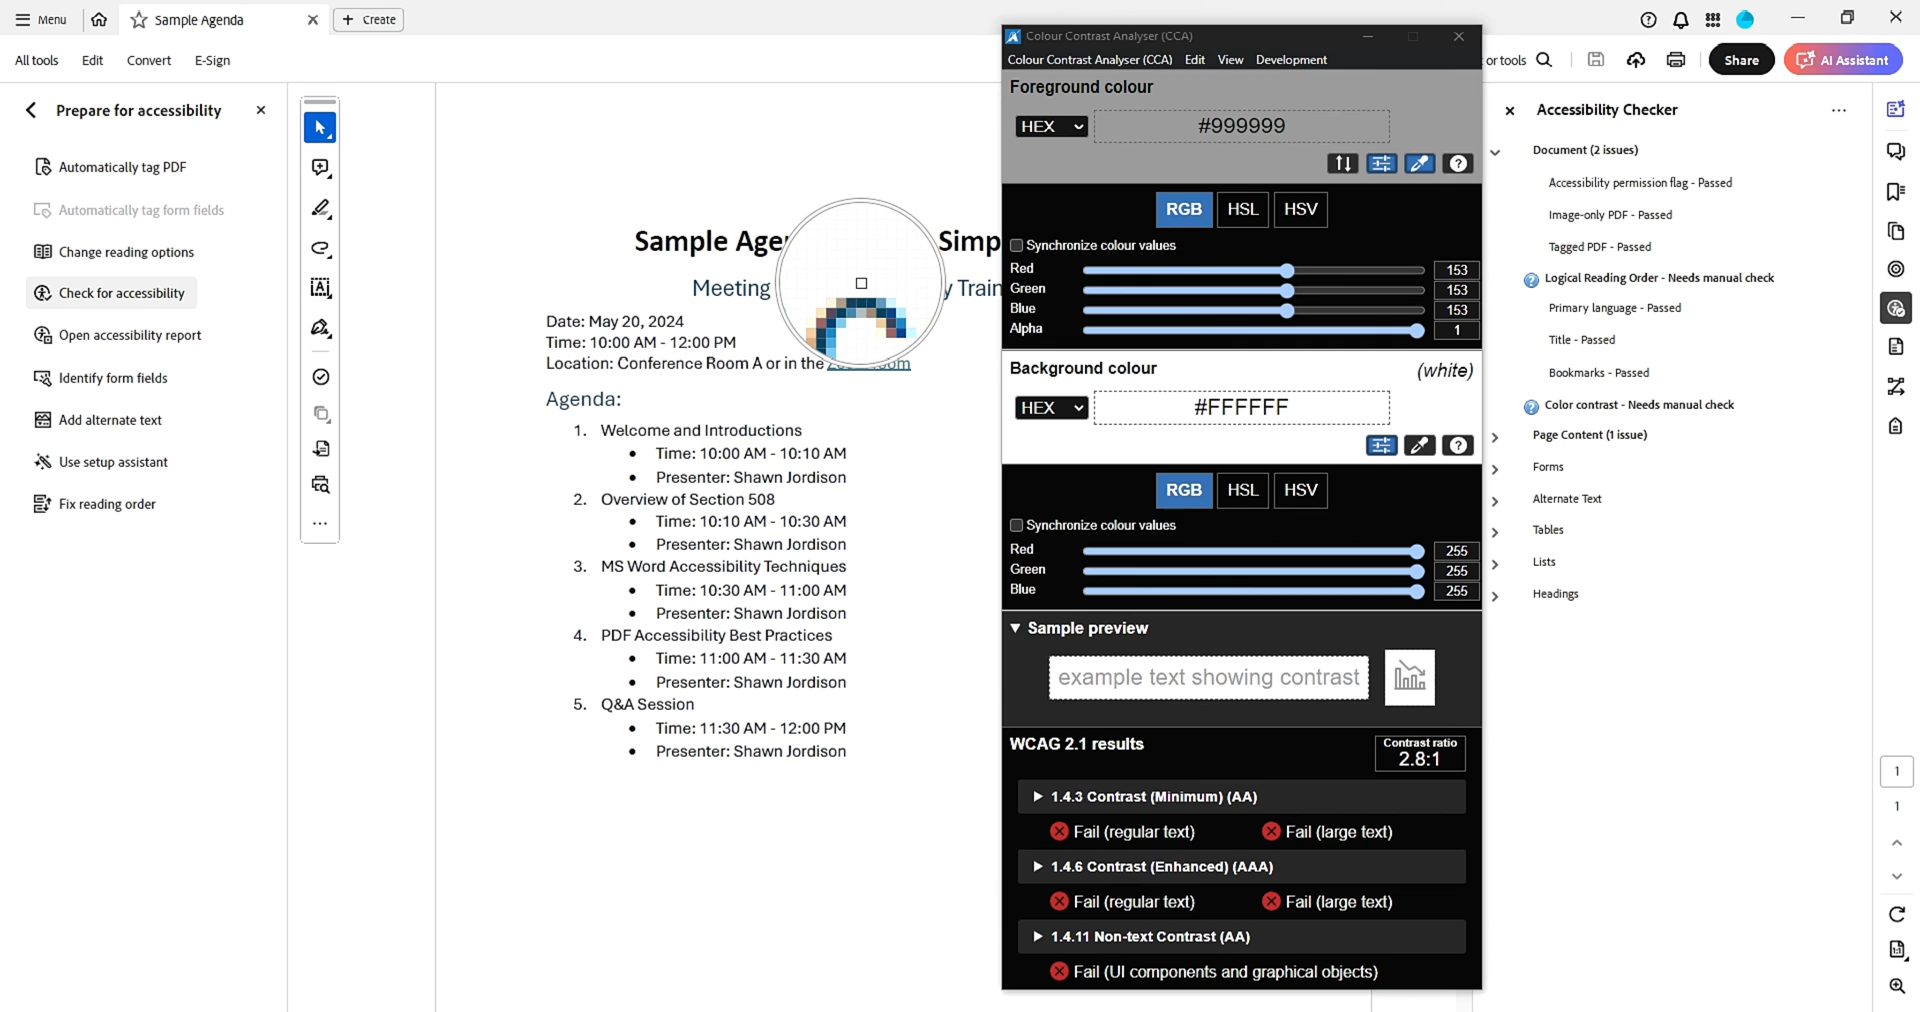 Menu
Sample Agenda
Create
All tools
Edit
Convert
E-Sign
or tools
Share
AI Assistant
Prepare for accessibility
Automatically tag PDF
Automatically tag form fields
Change reading options
Check for accessibility
Open accessibility report
Identify form fields
Add alternate text
Use setup assistant
Fix reading order
Sample Age
Simp
Meeting
y Train
Date: May 20, 2024
Time: 10:00 AM - 12:00 PM
Location: Conference Room A or in the
Agenda:
1. Welcome and Introductions
• Time: 10:00 AM - 10:10 AM
• Presenter: Shawn Jordison
2. Overview of Section 508
• Time: 10:10 AM - 10:30 AM
• Presenter: Shawn Jordison
3. MS Word Accessibility Techniques
• Time: 10:30 AM - 11:00 AM
• Presenter: Shawn Jordison
4. PDF Accessibility Best Practices
• Time: 11:00 AM - 11:30 AM
• Presenter: Shawn Jordison
5. Q&A Session
• Time: 11:30 AM - 12:00 PM
• Presenter: Shawn Jordison
Colour Contrast Analyser (CCA)
Colour Contrast Analyser (CCA) Edit View Development
Foreground colour
HEX
#999999
RGB HSL HSV
Synchronize colour values
Red 153
Green 153
Blue 153
Alpha 1
Background colour (white)
HEX
#FFFFFF
RGB HSL HSV
Synchronize colour values
Red 255
Green 255
Blue 255
Sample preview
example text showing contrast
WCAG 2.1 results
Contrast ratio
2.8:1
1.4.3 Contrast (Minimum) (AA)
Fail (regular text) Fail (large text)
1.4.6 Contrast (Enhanced) (AAA)
Fail (regular text) Fail (large text)
1.4.11 Non-text Contrast (AA)
Fail (UI components and graphical objects)
Accessibility Checker
Document (2 issues)
Accessibility permission flag - Passed
Image-only PDF - Passed
Tagged PDF - Passed
Logical Reading Order - Needs manual check
Primary language - Passed
Title - Passed
Bookmarks - Passed
Color contrast - Needs manual check
Page Content (1 issue)
Forms
Alternate Text
Tables
Lists
Headings
1
1